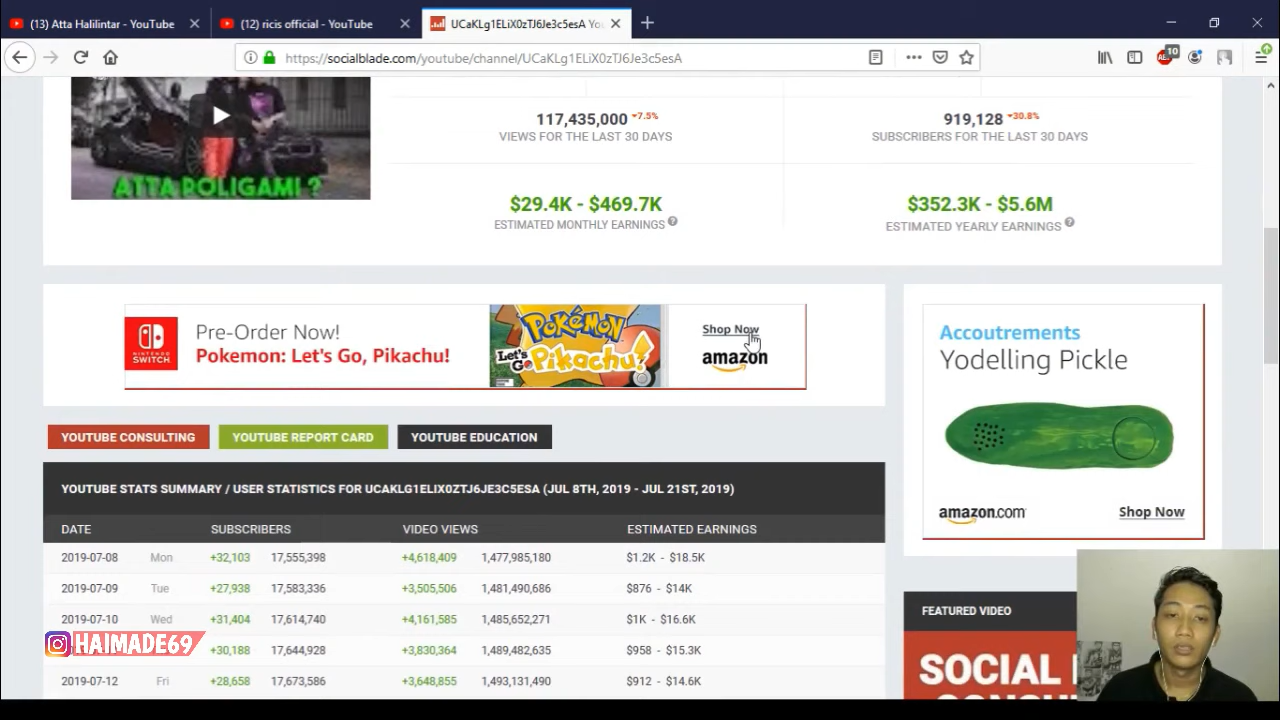 (13) Atta Halilintar - YouTube
(12) ricis official - YouTube
UCaKLg1ELiX0zTJ6Je3c5esA Yo
https://socialblade.com/youtube/channel/UCaKLg1ELiX0zTJ6Je3c5esA
10
ATTA POLIGAMI ?
117,435,000 7.5%
VIEWS FOR THE LAST 30 DAYS
919,128 30.8%
SUBSCRIBERS FOR THE LAST 30 DAYS
$29.4K - $469.7K
ESTIMATED MONTHLY EARNINGS
$352.3K - $5.6M
ESTIMATED YEARLY EARNINGS
NINTENDO
SWITCH
Pre-Order Now!
Pokemon: Let's Go, Pikachu!
POKÉMON
Let's Go Pikachu!
Shop Now
amazon
Accoutrements
Yodelling Pickle
amazon.com
Shop Now
YOUTUBE CONSULTING
YOUTUBE REPORT CARD
YOUTUBE EDUCATION
YOUTUBE STATS SUMMARY / USER STATISTICS FOR UCAKLG1ELIX0ZTJ6JE3C5ESA (JUL 8TH, 2019 - JUL 21ST, 2019)
DATE SUBSCRIBERS VIDEO VIEWS ESTIMATED EARNINGS
2019-07-08 Mon +32,103 17,555,398 +4,618,409 1,477,985,180 $1.2K - $18.5K
2019-07-09 Tue +27,938 17,583,336 +3,505,506 1,481,490,686 $876 - $14K
2019-07-10 Wed +31,404 17,614,740 +4,161,585 1,485,652,271 $1K - $16.6K
+30,188 17,644,928 +3,830,364 1,489,482,635 $958 - $15.3K
2019-07-12 Fri +28,658 17,673,586 +3,648,855 1,493,131,490 $912 - $14.6K
HAIMADE69
FEATURED VIDEO
SOCIAL